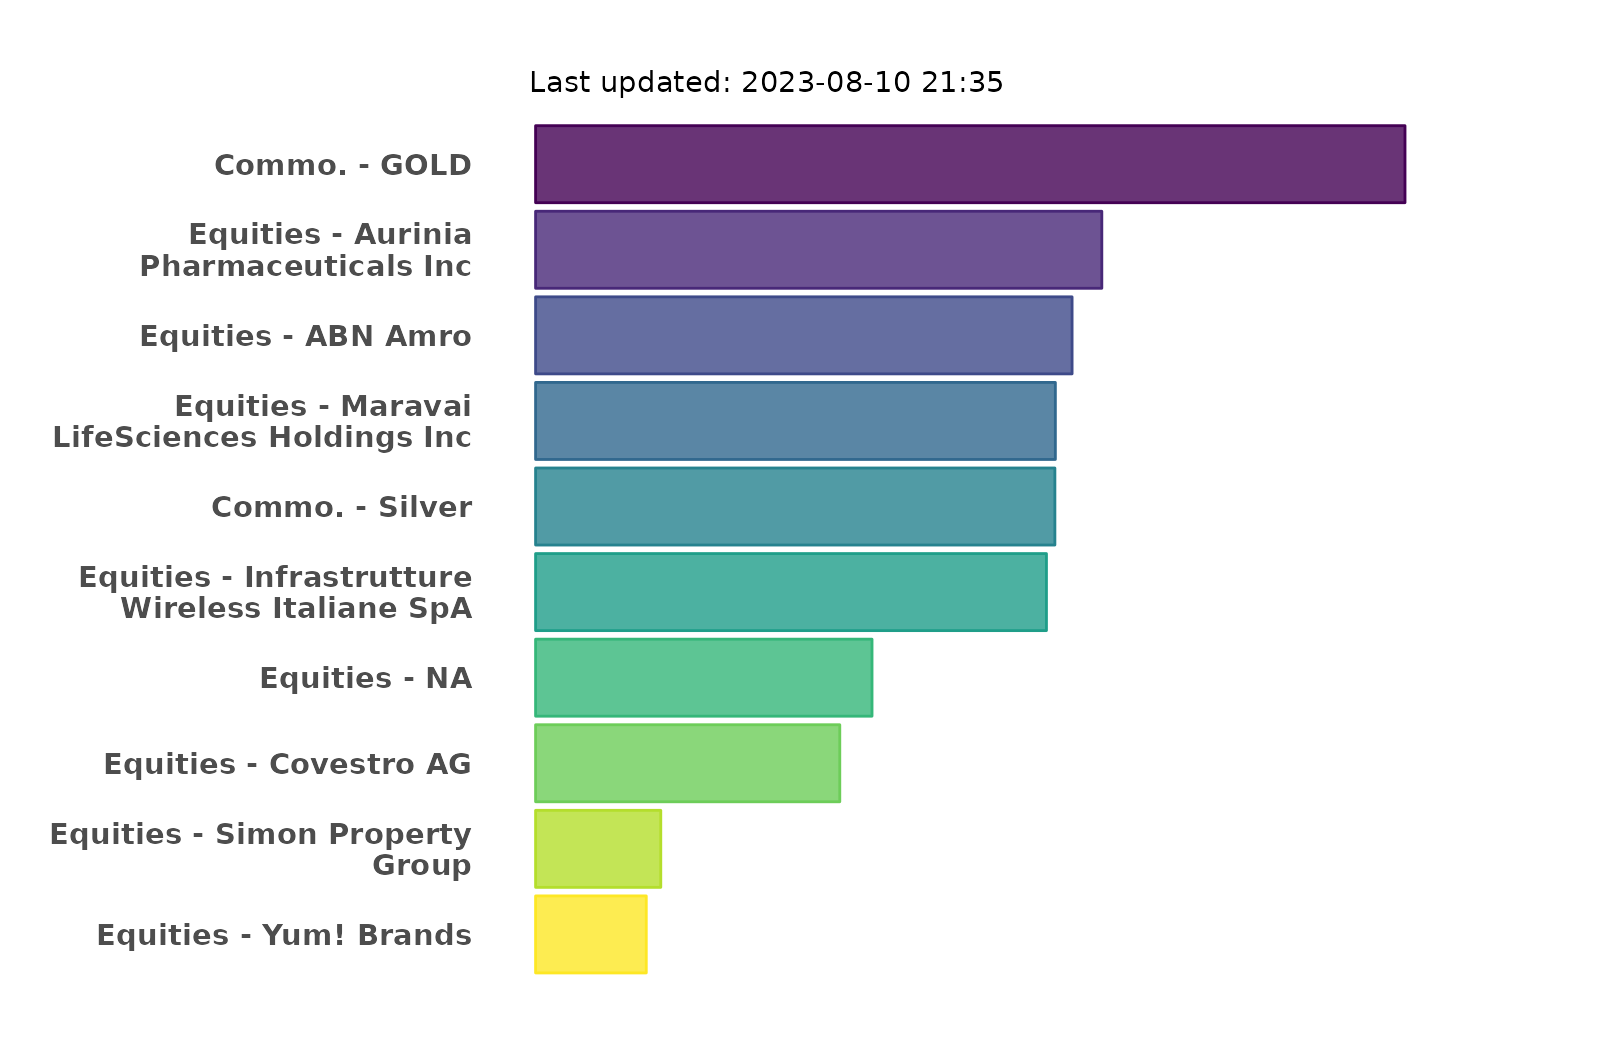 Last updated: 2023-08-10 21:35
Commo. - GOLD
Equities - Aurinia
Pharmaceuticals Inc
Equities - ABN Amro
Equities - Maravai
LifeSciences Holdings Inc
Commo. - Silver
Equities - Infrastrutture
Wireless Italiane SpA
Equities - NA
Equities - Covestro AG
Equities - Simon Property
Group
Equities - Yum! Brands